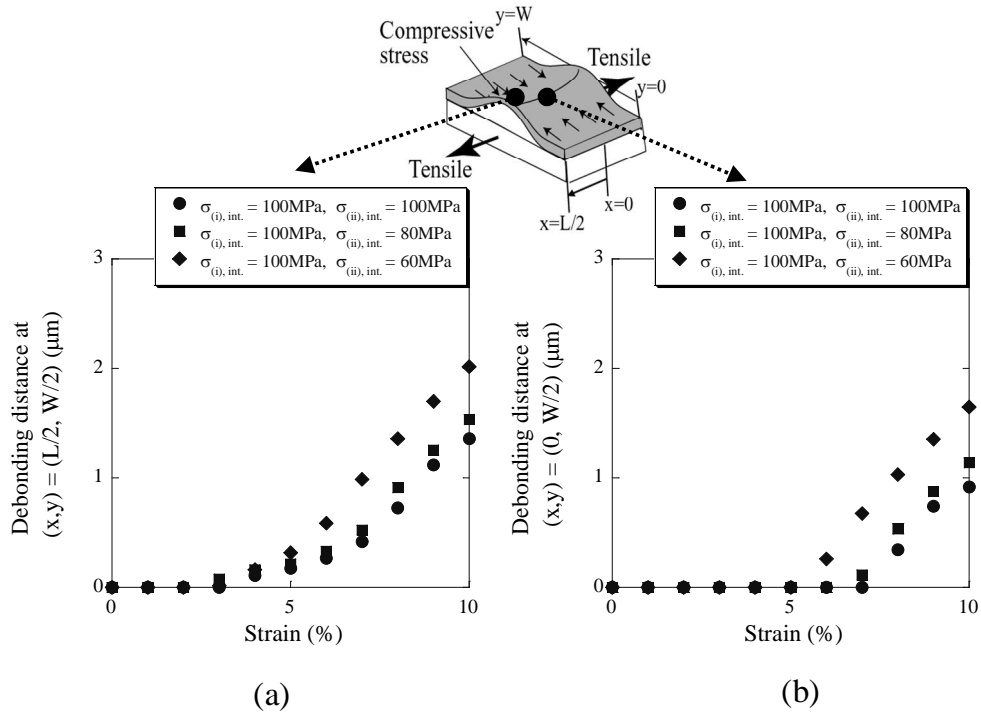 y=W
Compressive
stress
Tensile
y=0
Tensile
x=0
x=L/2
σ(i), int. = 100MPa, σ(ii), int. = 100MPa
σ(i), int. = 100MPa, σ(ii), int. = 80MPa
σ(i), int. = 100MPa, σ(ii), int. = 60MPa
3
2
1
0
0
5
10
Debonding distance at
(x,y) = (L/2, W/2) (μm)
Strain (%)
(a)
σ(i), int. = 100MPa, σ(ii), int. = 100MPa
σ(i), int. = 100MPa, σ(ii), int. = 80MPa
σ(i), int. = 100MPa, σ(ii), int. = 60MPa
3
2
1
0
0
5
10
Debonding distance at
(x,y) = (0, W/2) (μm)
Strain (%)
(b)